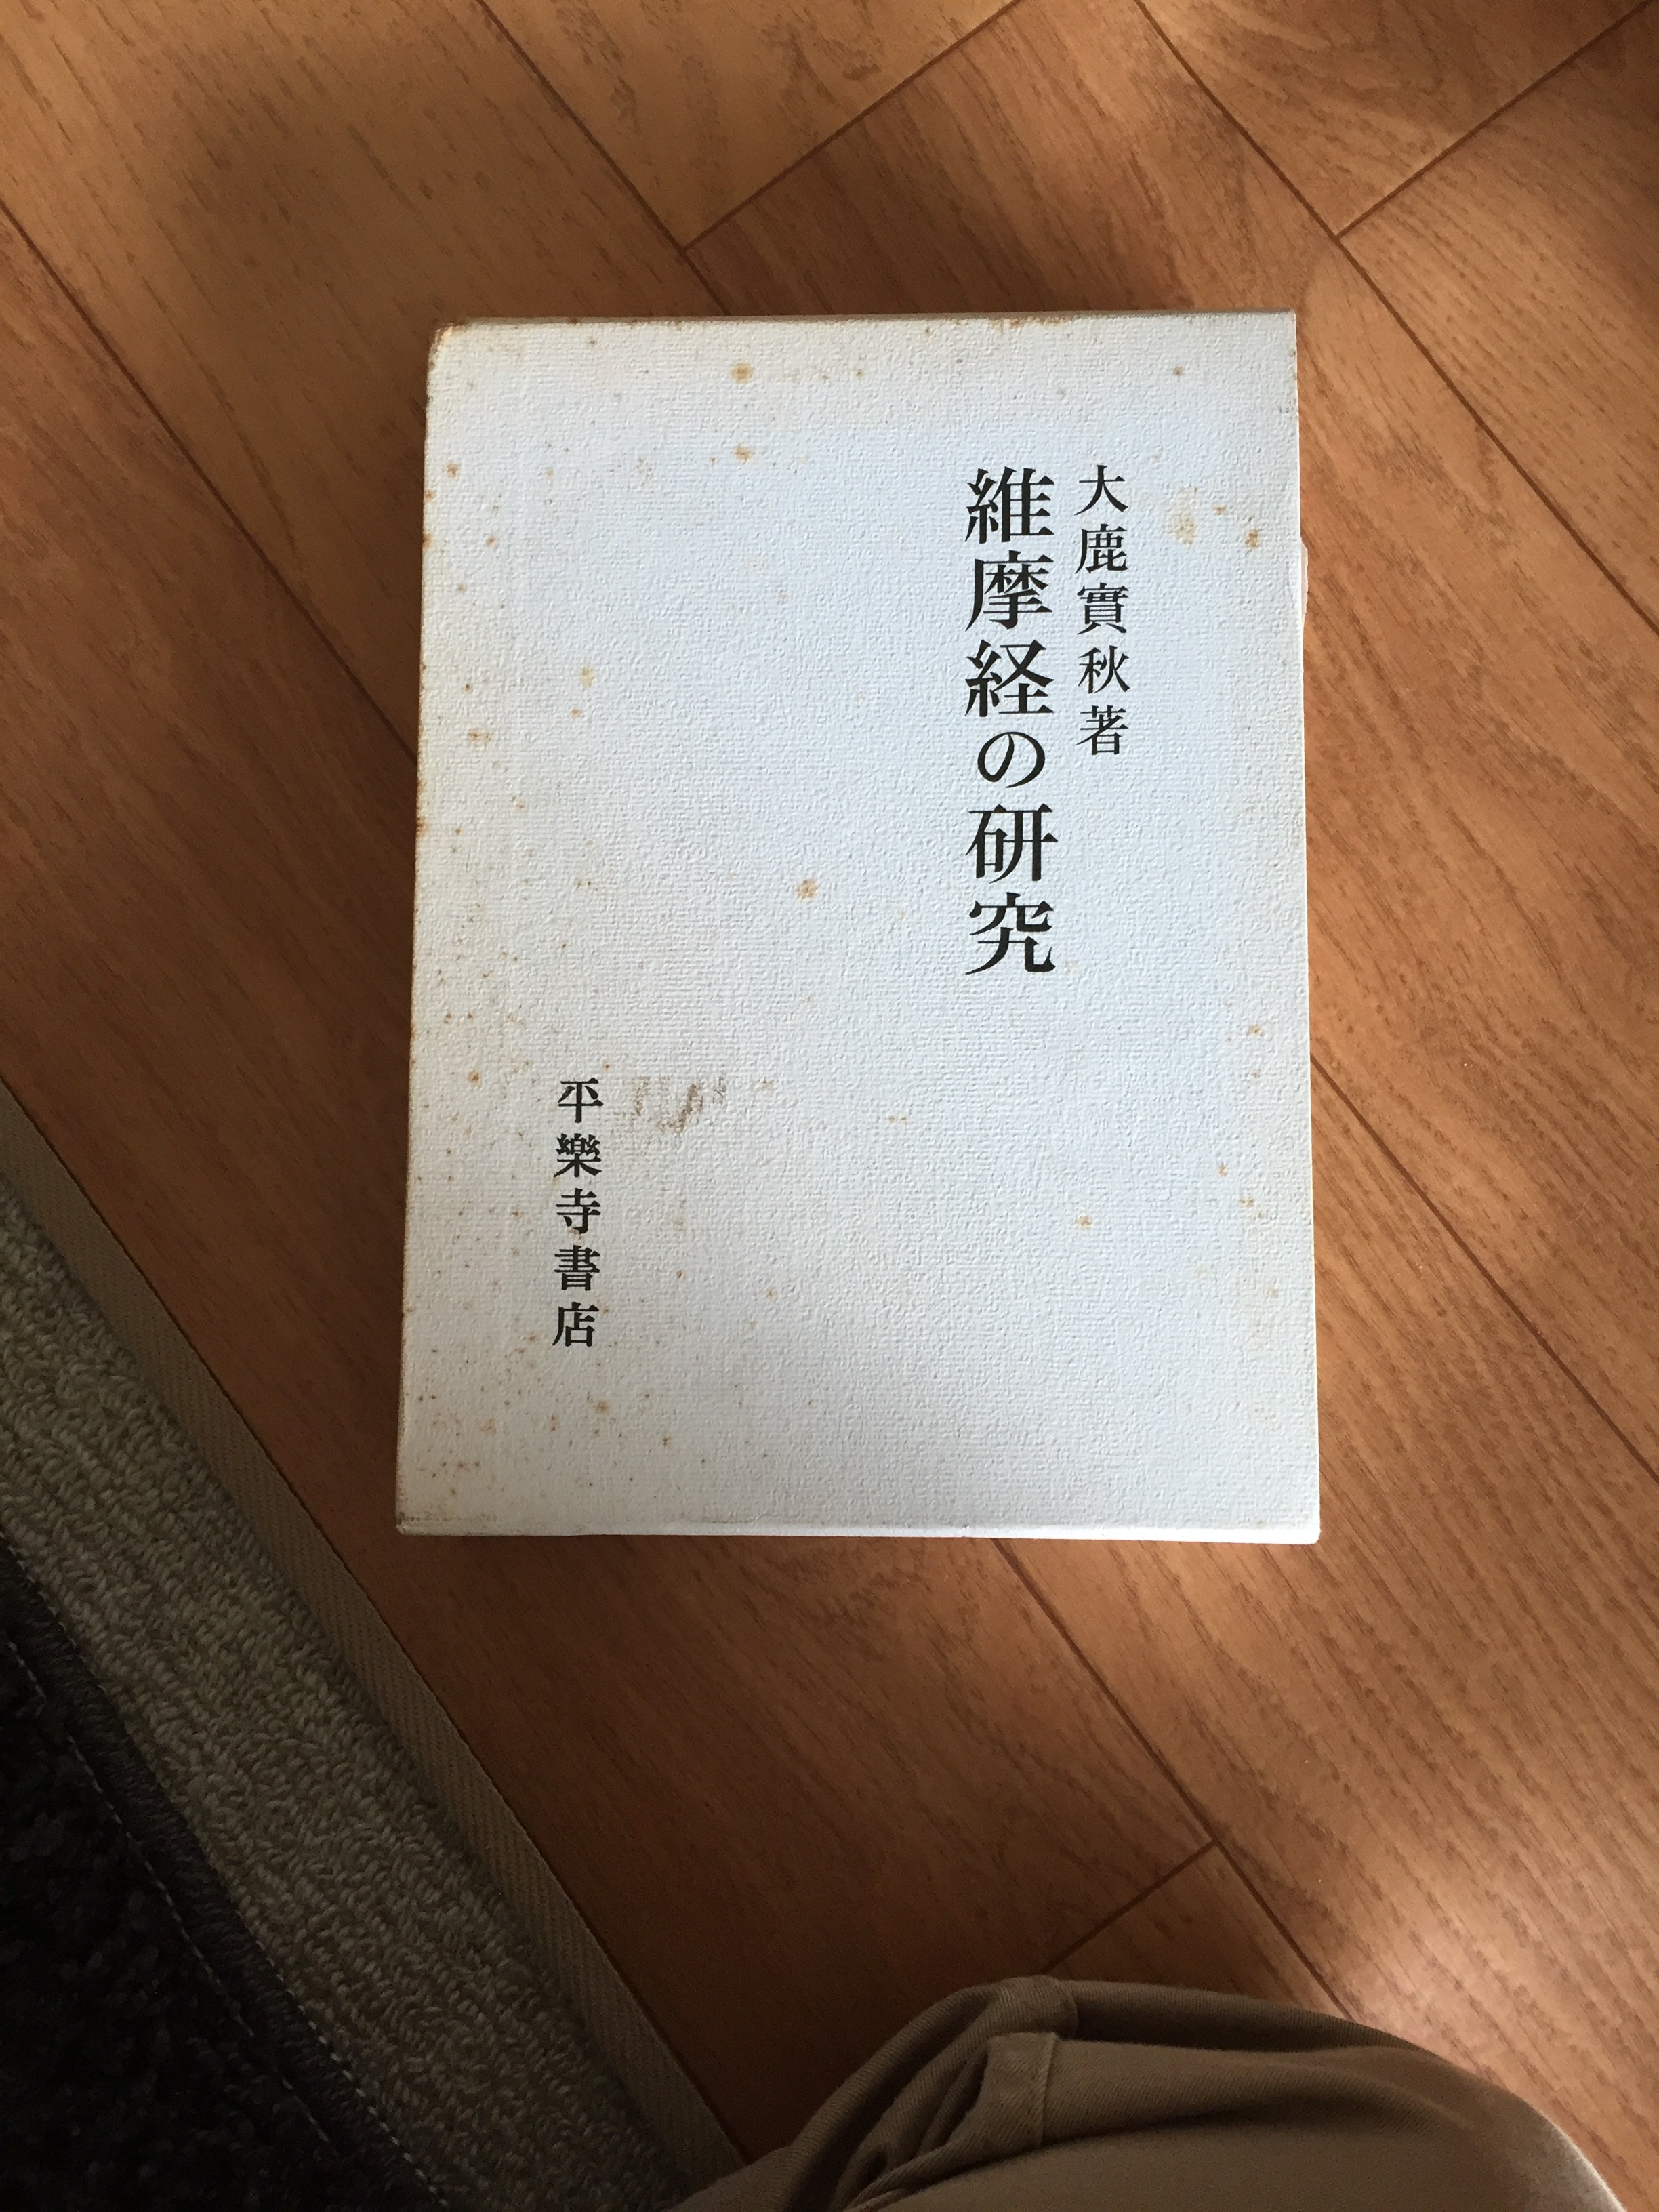 大鹿實秋著
維摩経の研究
平樂寺書店